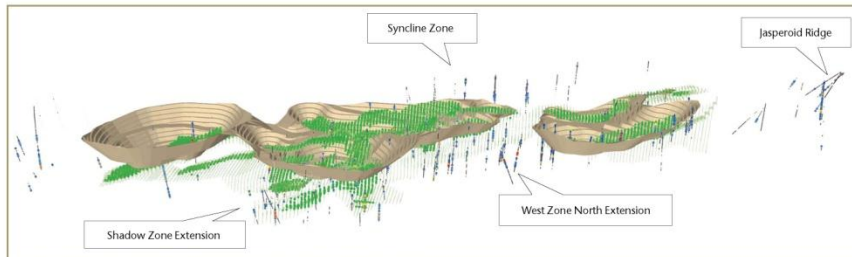 Syncline Zone
Jasperoid Ridge
West Zone North Extension
Shadow Zone Extension